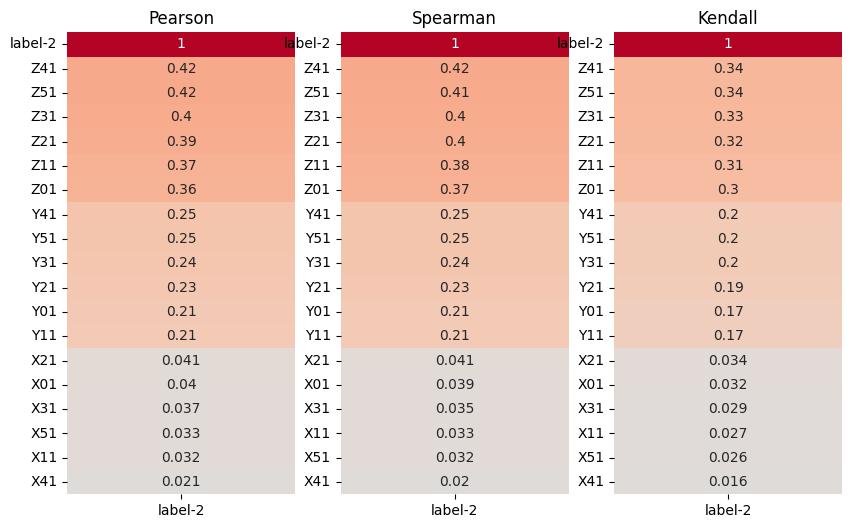 Pearson Spearman Kendall
label-2 1 label-2 1 label-2 1
Z41 0.42 Z41 0.42 Z41 0.34
Z51 0.42 Z51 0.41 Z51 0.34
Z31 0.4 Z31 0.4 Z31 0.33
Z21 0.39 Z21 0.4 Z21 0.32
Z11 0.37 Z11 0.38 Z11 0.31
Z01 0.36 Z01 0.37 Z01 0.3
Y41 0.25 Y41 0.25 Y41 0.2
Y51 0.25 Y51 0.25 Y51 0.2
Y31 0.24 Y31 0.24 Y31 0.2
Y21 0.23 Y21 0.23 Y21 0.19
Y01 0.21 Y01 0.21 Y01 0.17
Y11 0.21 Y11 0.21 Y11 0.17
X21 0.041 X21 0.041 X21 0.034
X01 0.04 X01 0.039 X01 0.032
X31 0.037 X31 0.035 X31 0.029
X51 0.033 X11 0.033 X11 0.027
X11 0.032 X51 0.032 X51 0.026
X41 0.021 X41 0.02 X41 0.016
label-2 label-2 label-2